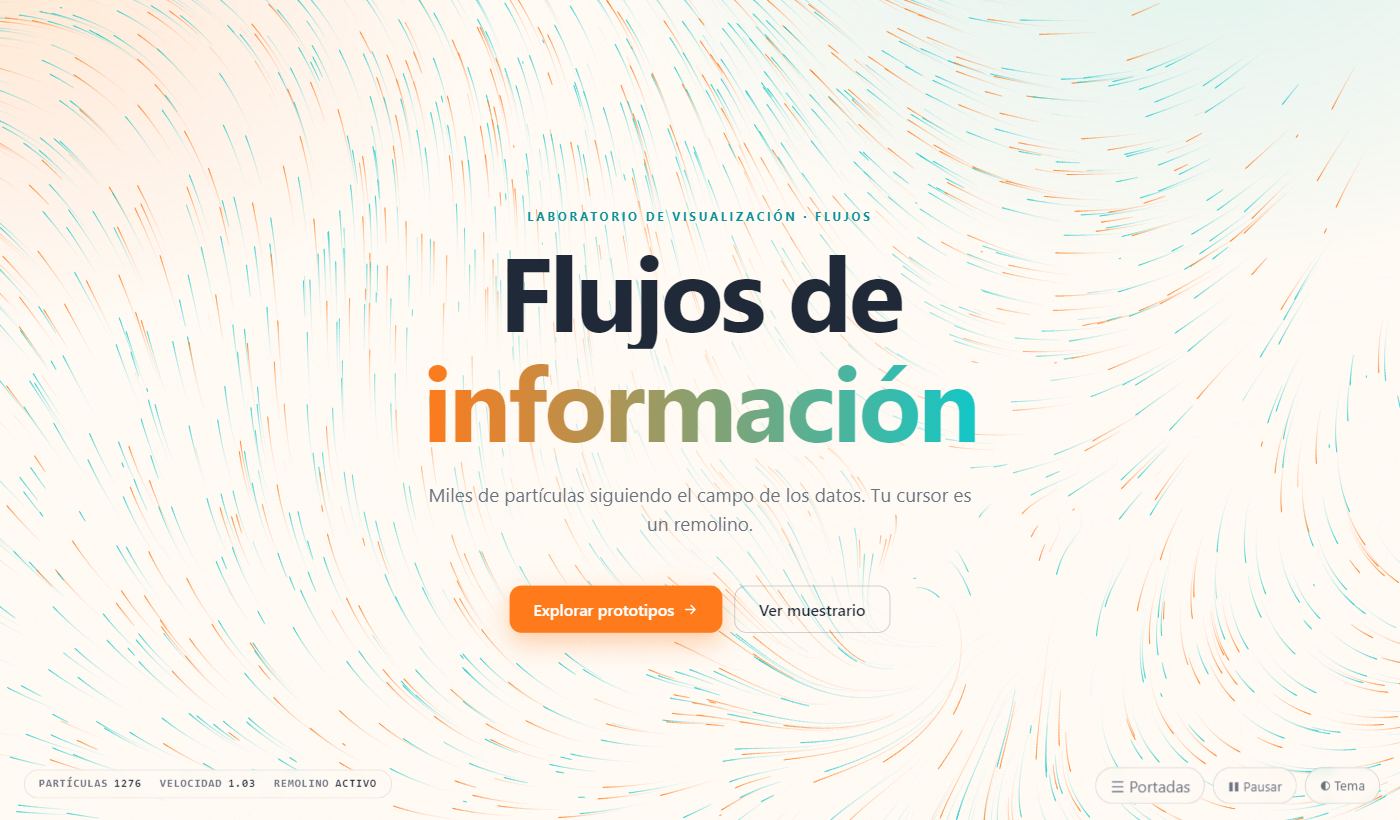 LABORATORIO DE VISUALIZACIÓN · FLUJOS
Flujos de
información
Miles de partículas siguiendo el campo de los datos. Tu cursor es
un remolino.
Explorar prototipos →
Ver muestrario
PARTÍCULAS 1276 VELOCIDAD 1.03 REMOLINO ACTIVO
☰ Portadas
Pausar
Tema